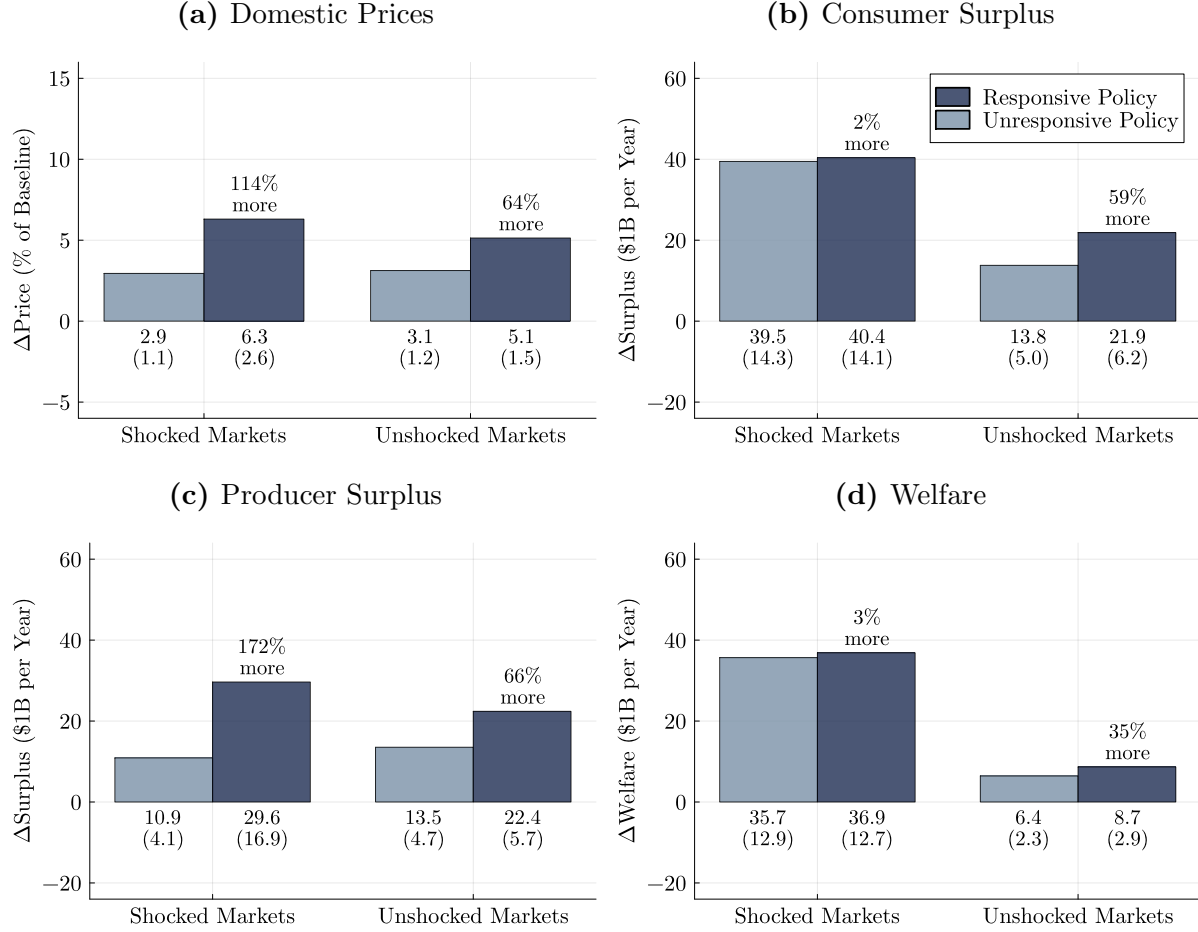 (a) Domestic Prices
ΔPrice (% of Baseline)
15
10
5
0
−5
114%
more
64%
more
2.9
(1.1)
6.3
(2.6)
3.1
(1.2)
5.1
(1.5)
Shocked Markets
Unshocked Markets
(b) Consumer Surplus
ΔSurplus ($1B per Year)
60
40
20
0
−20
Responsive Policy
Unresponsive Policy
2%
more
59%
more
39.5
(14.3)
40.4
(14.1)
13.8
(5.0)
21.9
(6.2)
Shocked Markets
Unshocked Markets
(c) Producer Surplus
ΔSurplus ($1B per Year)
60
40
20
0
−20
172%
more
66%
more
10.9
(4.1)
29.6
(16.9)
13.5
(4.7)
22.4
(5.7)
Shocked Markets
Unshocked Markets
(d) Welfare
ΔWelfare ($1B per Year)
60
40
20
0
−20
3%
more
35%
more
35.7
(12.9)
36.9
(12.7)
6.4
(2.3)
8.7
(2.9)
Shocked Markets
Unshocked Markets